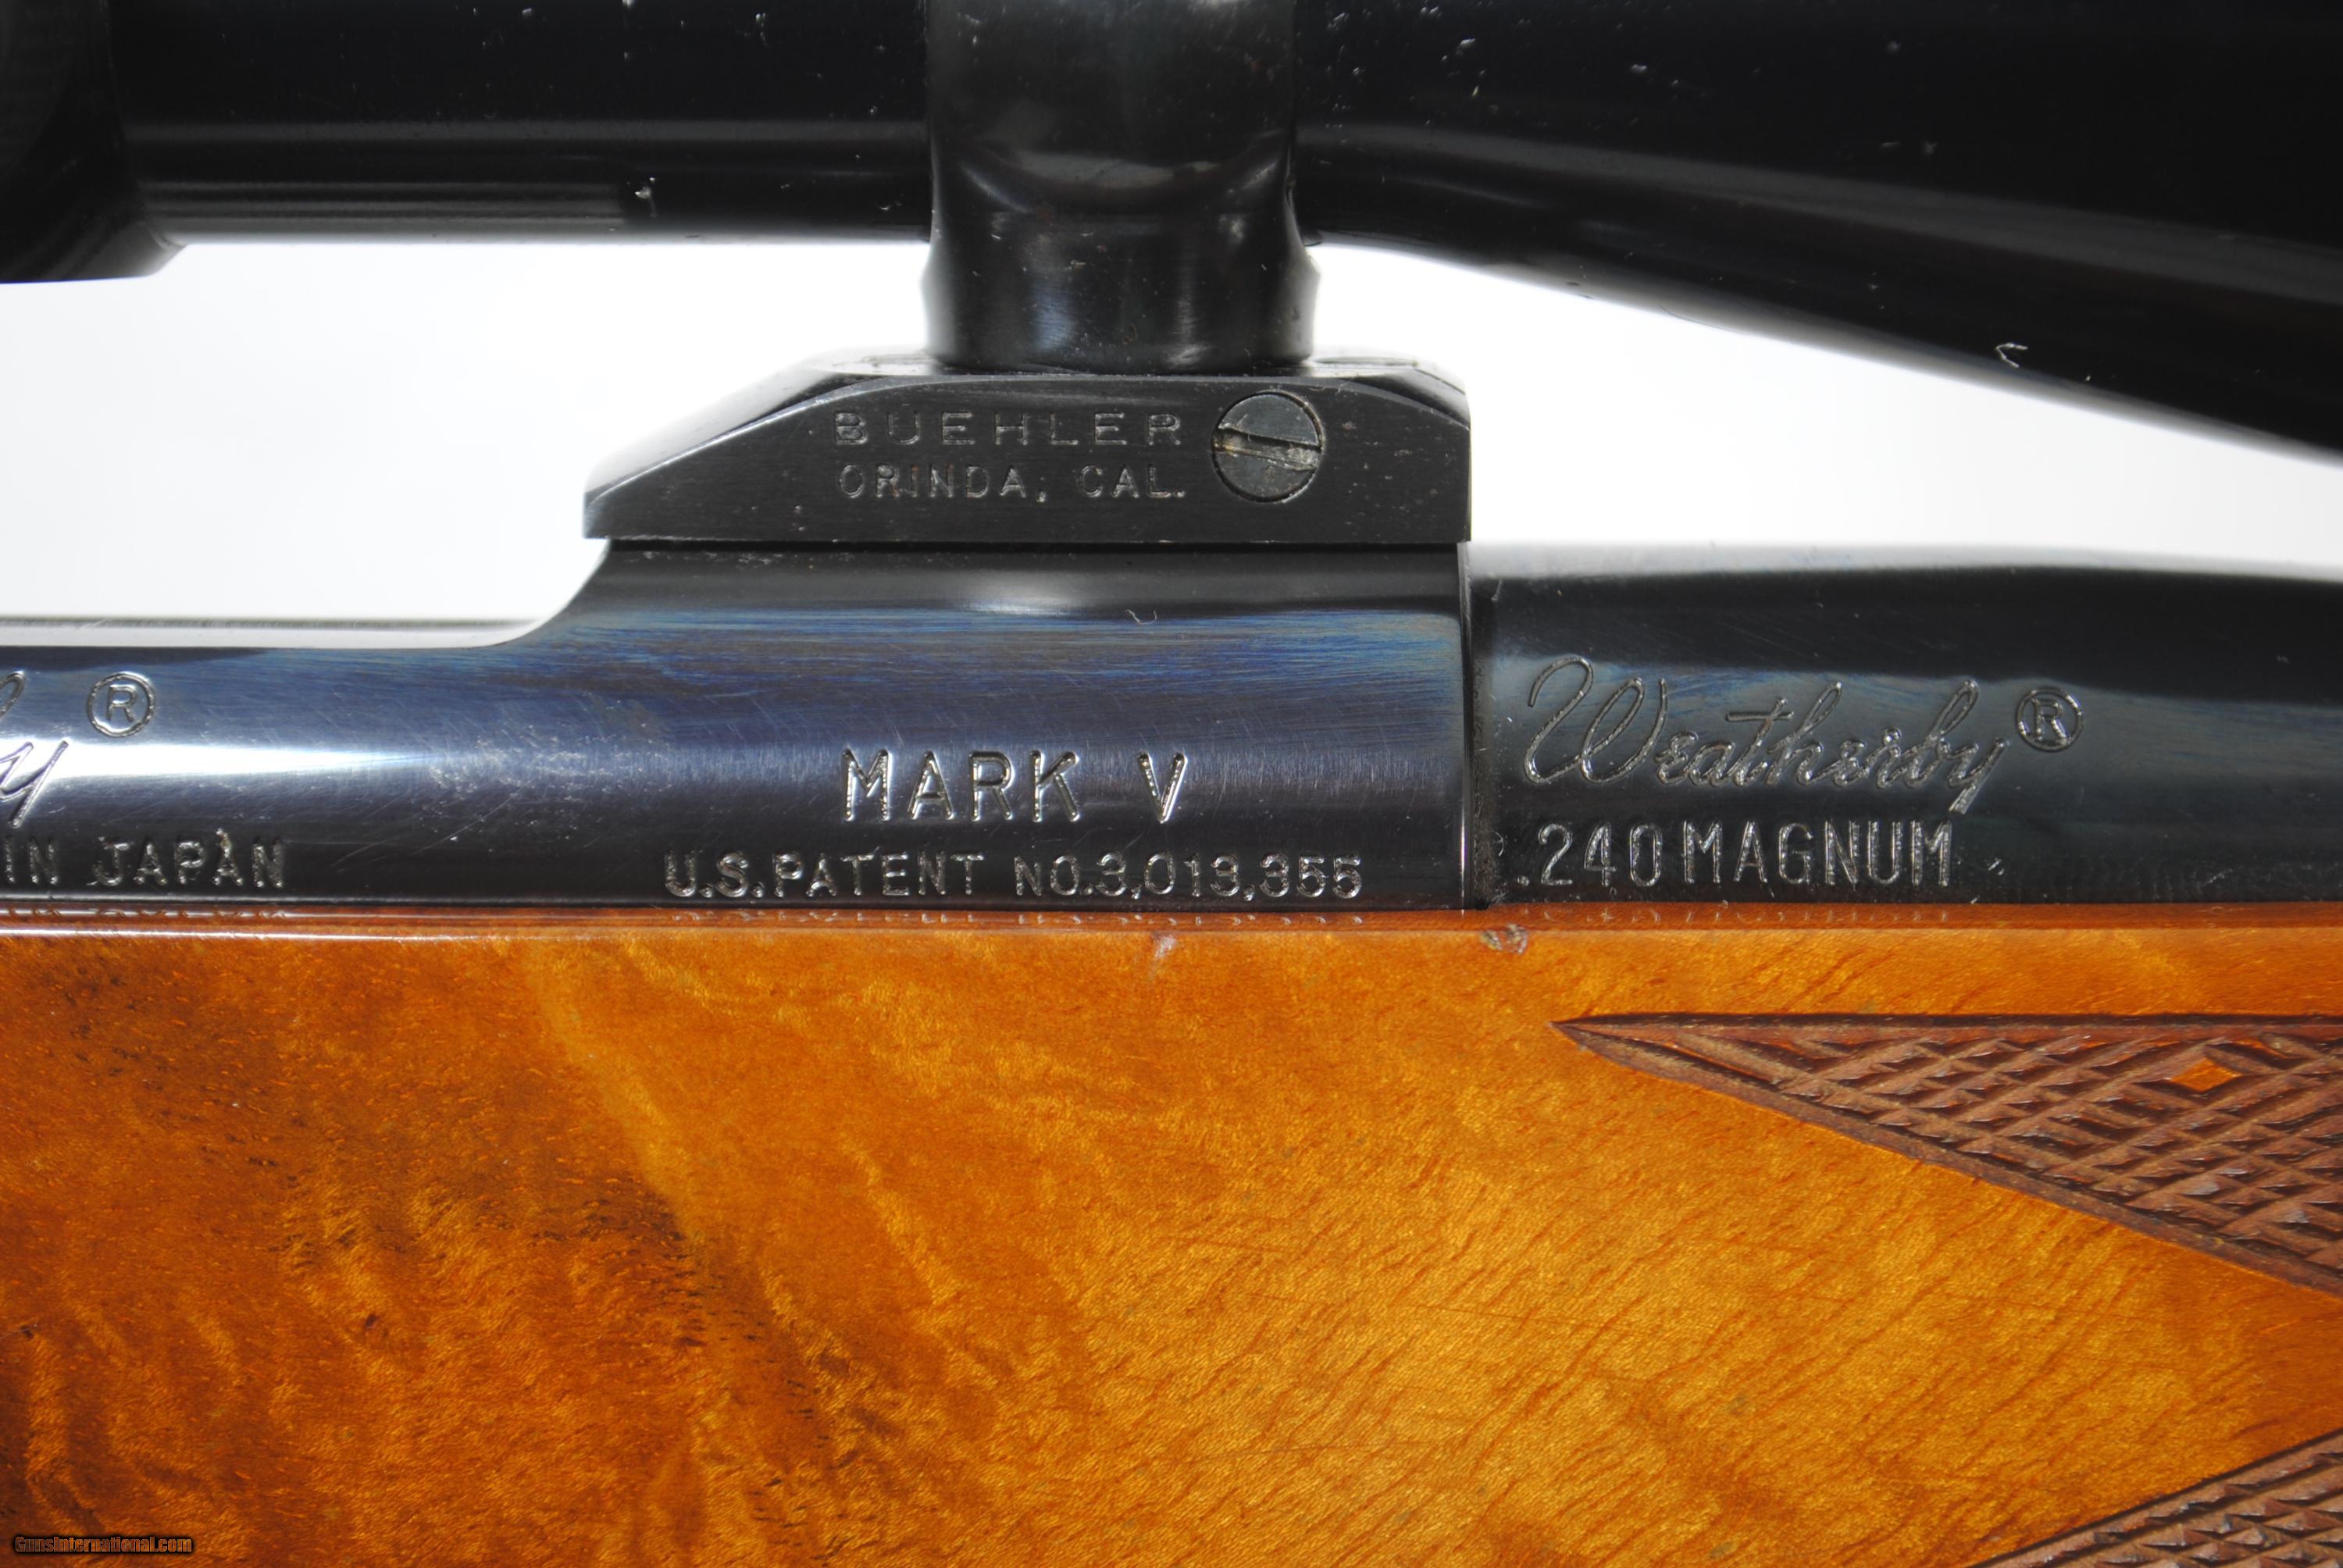 BUEHLER
ORINDA, CAL.
y®
IN JAPAN
MARK V
U.S. PATENT NO. 3,013,355
Weatherby®
.240 MAGNUM
GunsInternational.com